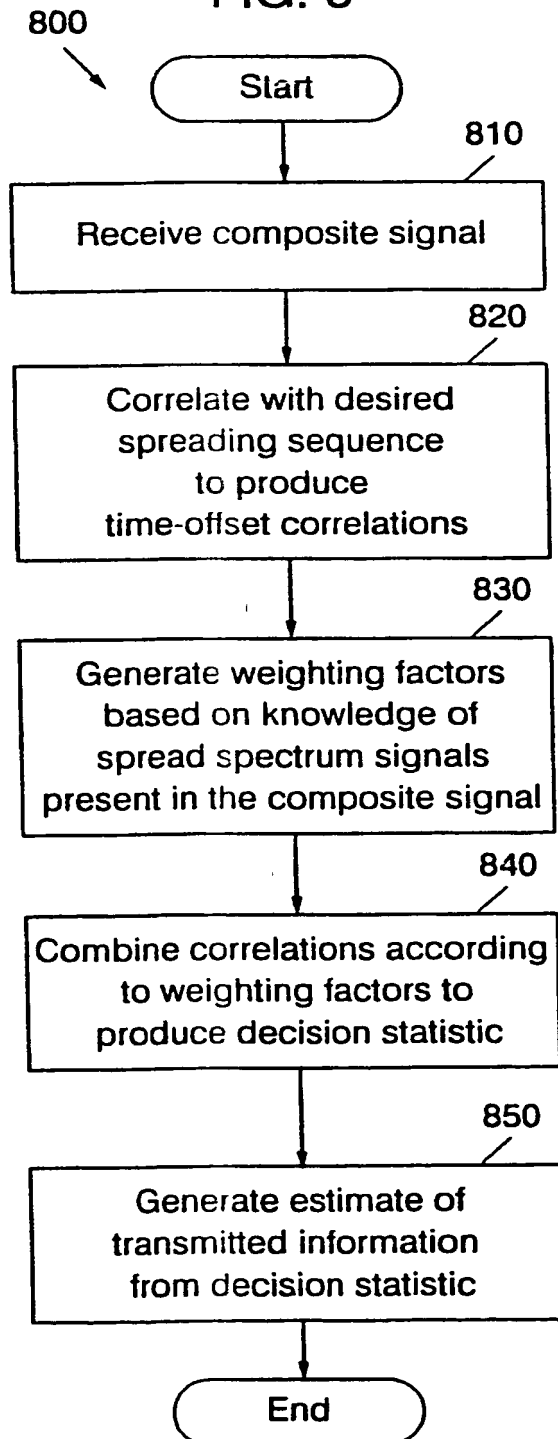 800
Start
810
Receive composite signal
820
Correlate with desired
spreading sequence
to produce
time-offset correlations
830
Generate weighting factors
based on knowledge of
spread spectrum signals
present in the composite signal
840
Combine correlations according
to weighting factors to
produce decision statistic
850
Generate estimate of
transmitted information
from decision statistic
End